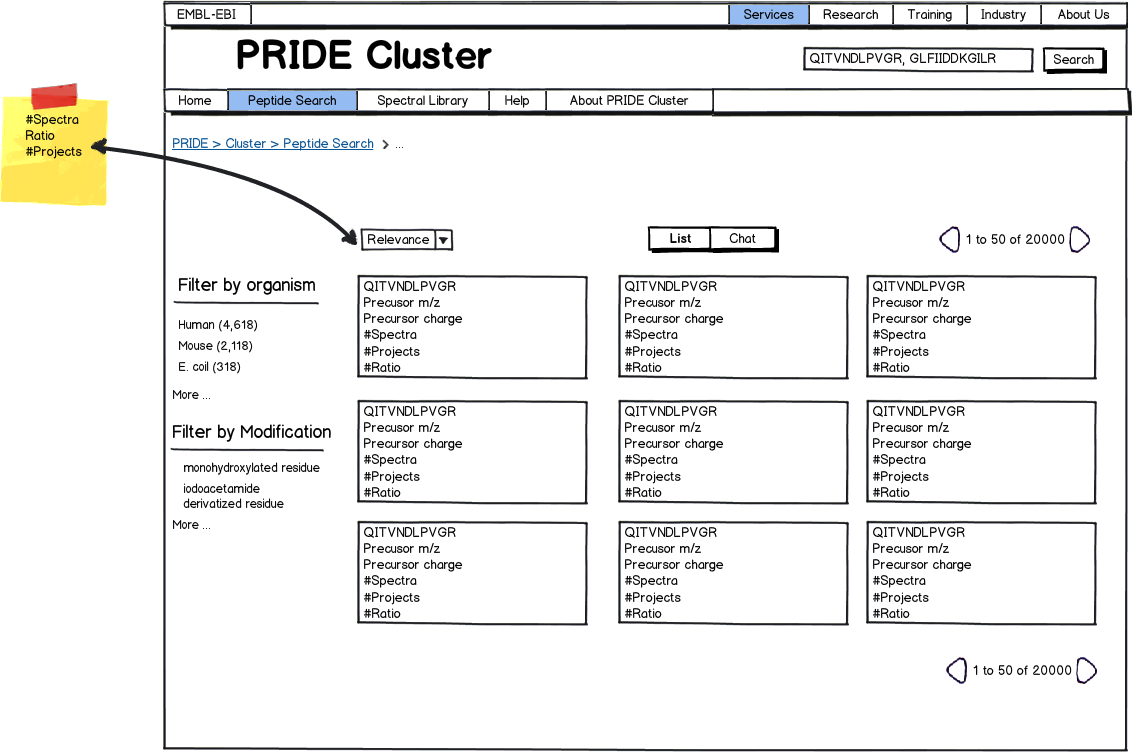 EMBL-EBI
Services
Research
Training
Industry
About Us
PRIDE Cluster
QITVNDLPVGR, GLFIIDDKGILR
Search
Home
Peptide Search
Spectral Library
Help
About PRIDE Cluster
#Spectra
Ratio
#Projects
PRIDE > Cluster > Peptide Search > ...
Relevance
List
Chat
1 to 50 of 20000
Filter by organism
Human (4,618)
Mouse (2,118)
E. coil (318)
More ...
Filter by Modification
monohydroxylated residue
iodoacetamide
derivatized residue
More ...
QITVNDLPVGR
Precusor m/z
Precursor charge
#Spectra
#Projects
#Ratio
QITVNDLPVGR
Precusor m/z
Precursor charge
#Spectra
#Projects
#Ratio
QITVNDLPVGR
Precusor m/z
Precursor charge
#Spectra
#Projects
#Ratio
QITVNDLPVGR
Precusor m/z
Precursor charge
#Spectra
#Projects
#Ratio
QITVNDLPVGR
Precusor m/z
Precursor charge
#Spectra
#Projects
#Ratio
QITVNDLPVGR
Precusor m/z
Precursor charge
#Spectra
#Projects
#Ratio
QITVNDLPVGR
Precusor m/z
Precursor charge
#Spectra
#Projects
#Ratio
QITVNDLPVGR
Precusor m/z
Precursor charge
#Spectra
#Projects
#Ratio
QITVNDLPVGR
Precusor m/z
Precursor charge
#Spectra
#Projects
#Ratio
1 to 50 of 20000